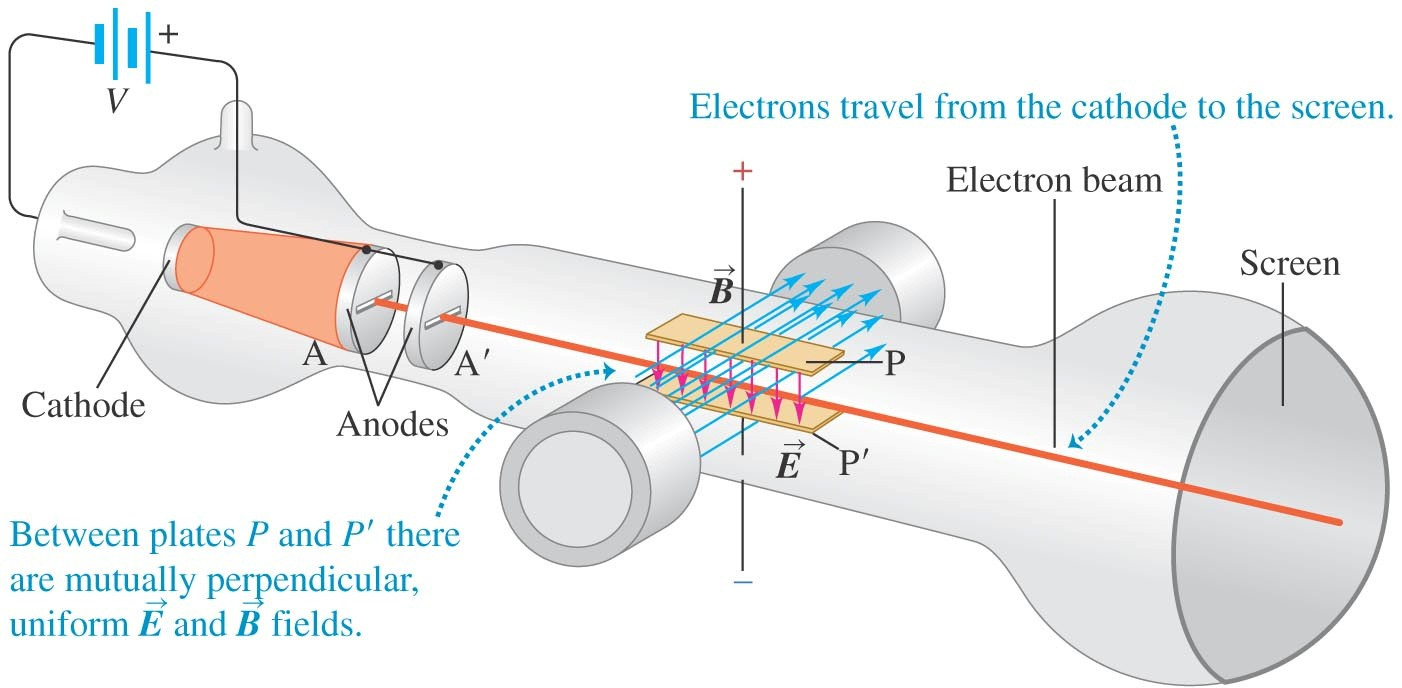 +
V
Electrons travel from the cathode to the screen.
+
Electron beam
Screen
B
P
A
A′
Cathode
Anodes
E
P′
Between plates P and P′ there
are mutually perpendicular,
uniform E and B fields.
−